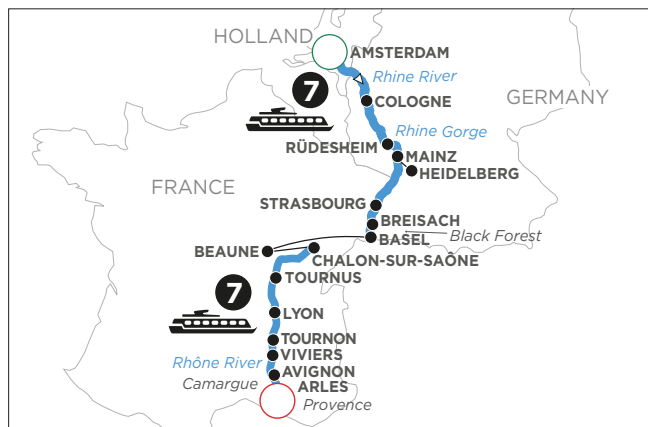 HOLLAND
AMSTERDAM
Rhine River
7
COLOGNE
GERMANY
Rhine Gorge
RÜDESHEIM
MAINZ
HEIDELBERG
FRANCE
STRASBOURG
BREISACH
Black Forest
BASEL
BEAUNE
CHALON-SUR-SAÔNE
TOURNUS
7
LYON
TOURNON
VIVIERS
Rhône River
AVIGNON
Camargue
ARLES
Provence